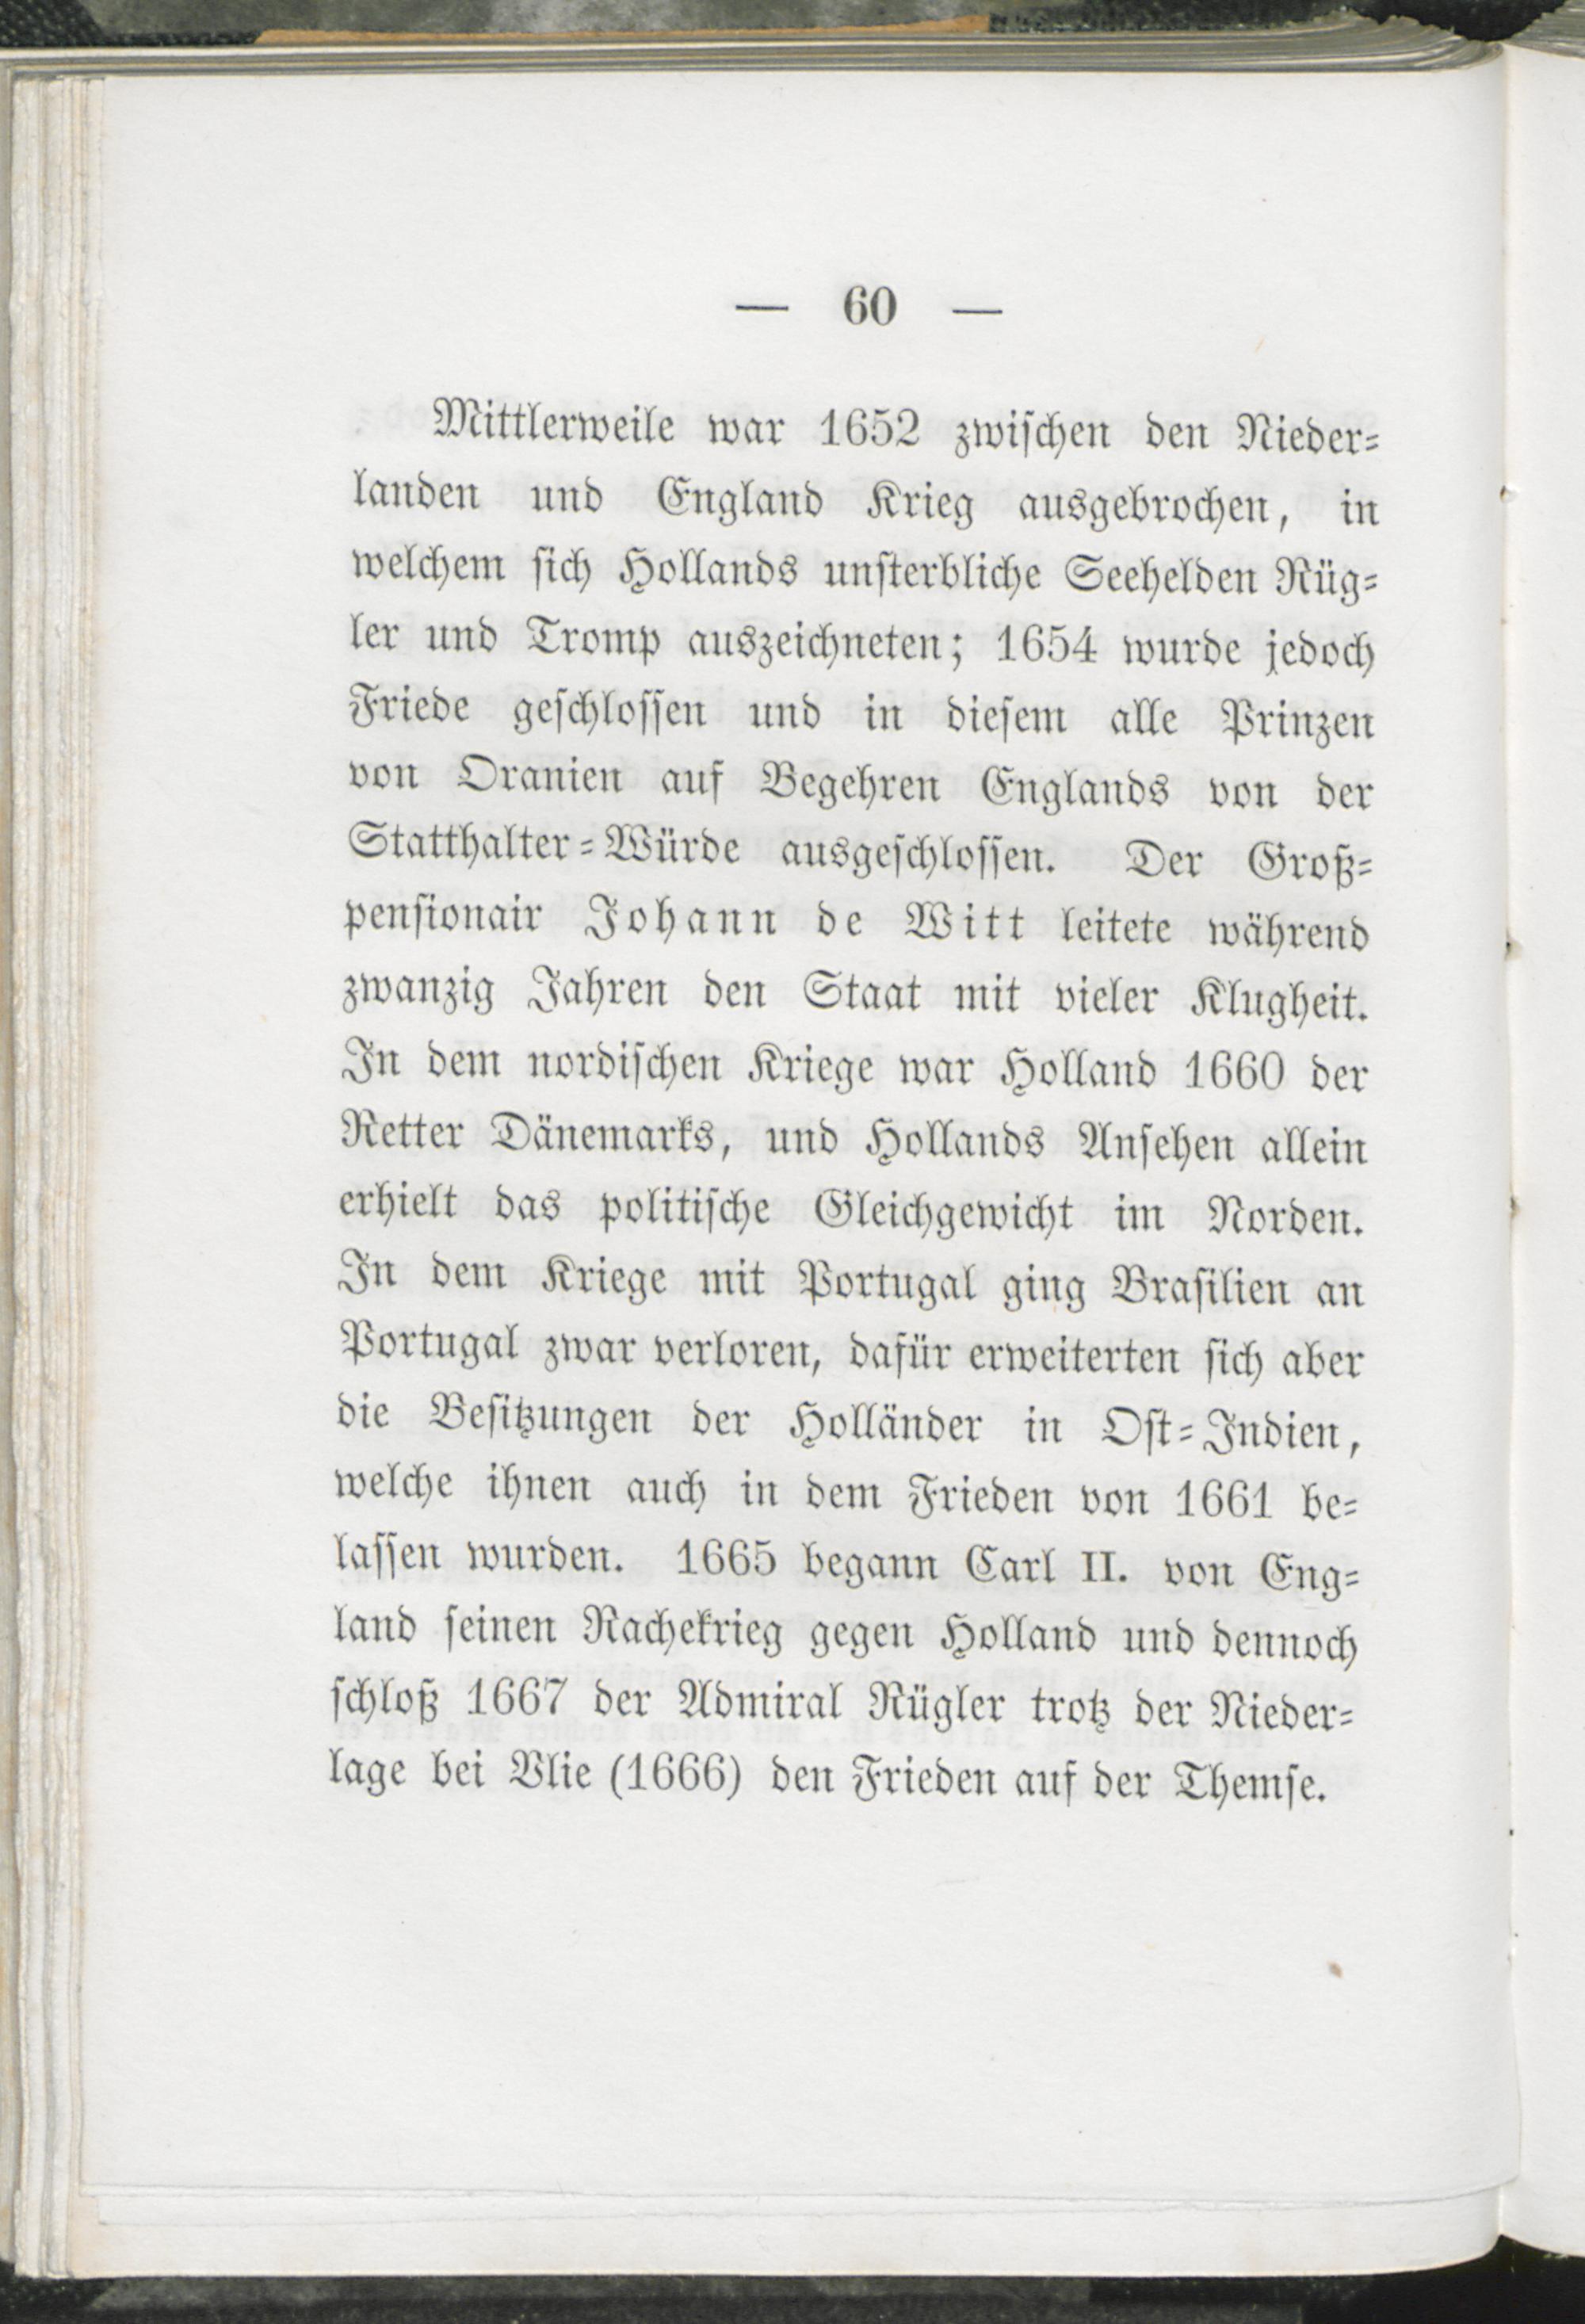 — 60 —
Mittlerweile war 1652 zwischen den Nieder-
landen und England Krieg ausgebrochen, in
welchem sich Hollands unsterbliche Seehelden Rüg-
ler und Tromp auszeichneten; 1654 wurde jedoch
Friede geschlossen und in diesem alle Prinzen
von Oranien auf Begehren Englands von der
Statthalter-Würde ausgeschlossen. Der Groß-
pensionair Johann de Witt leitete während
zwanzig Jahren den Staat mit vieler Klugheit.
In dem nordischen Kriege war Holland 1660 der
Retter Dänemarks, und Hollands Ansehen allein
erhielt das politische Gleichgewicht im Norden.
In dem Kriege mit Portugal ging Brasilien an
Portugal zwar verloren, dafür erweiterten sich aber
die Besitzungen der Holländer in Ost-Indien,
welche ihnen auch in dem Frieden von 1661 be-
lassen wurden. 1665 begann Carl II. von Eng-
land seinen Rachekrieg gegen Holland und dennoch
schloß 1667 der Admiral Rügler trotz der Nieder-
lage bei Vlie (1666) den Frieden auf der Themse.